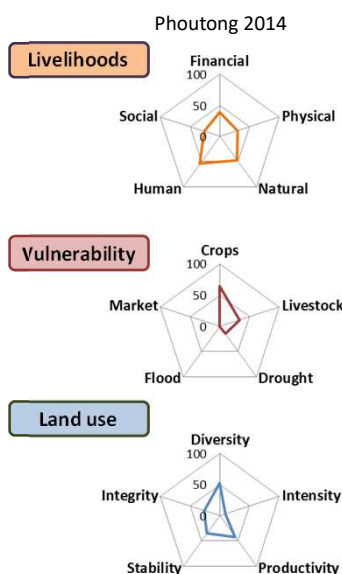 Phoutong 2014
Livelihoods
Financial
100
50
0
Social
Physical
Human
Natural
Vulnerability
Crops
100
50
0
Market
Livestock
Flood
Drought
Land use
Diversity
100
50
0
Integrity
Intensity
Stability
Productivity